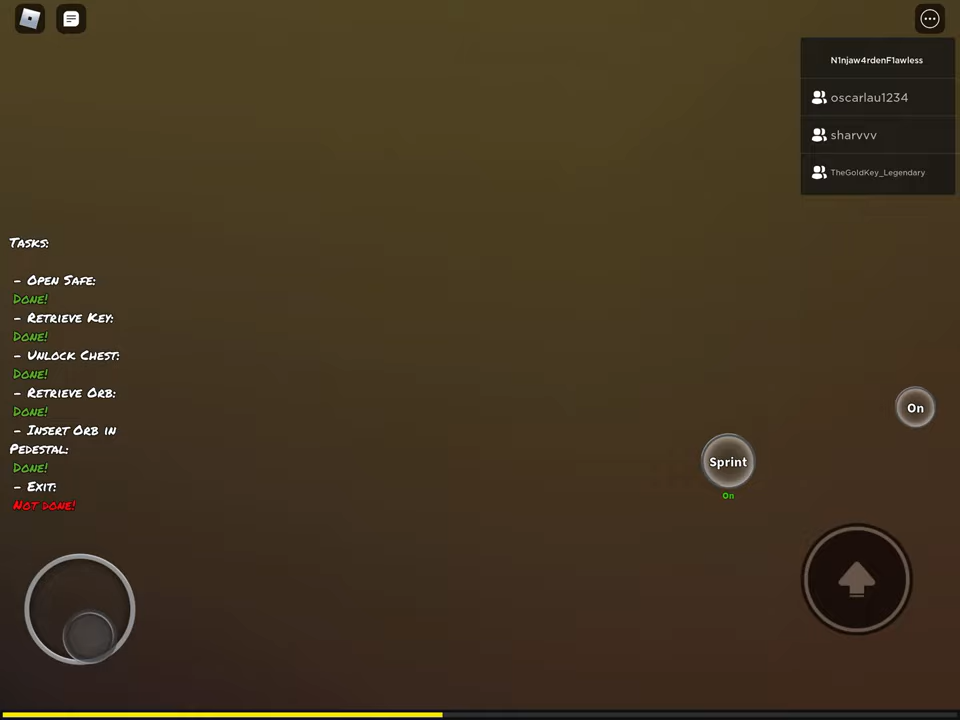 N1njaw4rdenF1awless
oscarlau1234
sharvvv
TheGoldKey_Legendary
Tasks:
- Open Safe:
Done!
- Retrieve Key:
Done!
- Unlock Chest:
Done!
- Retrieve Orb:
Done!
- Insert Orb in
Pedestal:
Done!
- Exit:
Not done!
On
Sprint
On